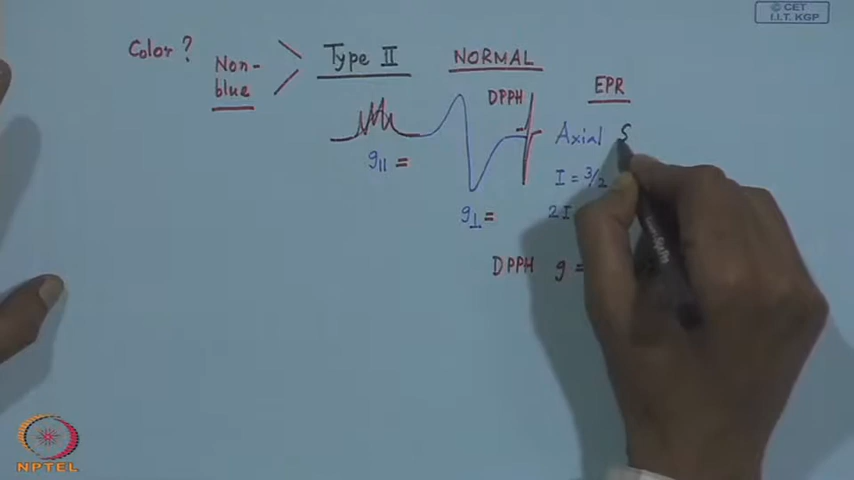 © CET
I.I.T. KGP
Color ? Non-blue Type II NORMAL
EPR
DPPH
Axial S
g|| =
I = 3/2
g⊥ =
2I
DPPH g =
NPTEL